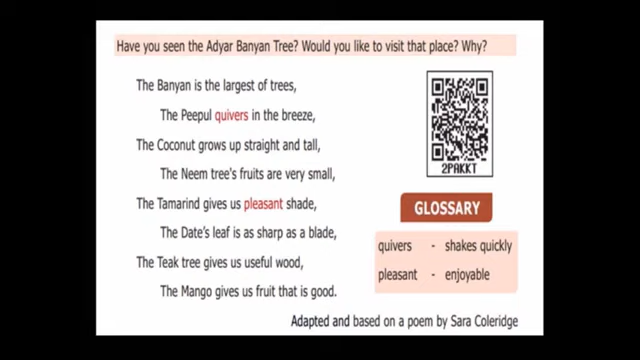 Have you seen the Adyar Banyan Tree? Would you like to visit that place? Why?
The Banyan is the largest of trees,
The Peepul quivers in the breeze,
The Coconut grows up straight and tall,
The Neem tree's fruits are very small,
The Tamarind gives us pleasant shade,
The Date's leaf is as sharp as a blade,
The Teak tree gives us useful wood,
The Mango gives us fruit that is good.
2PAKKT
GLOSSARY
quivers - shakes quickly
pleasant - enjoyable
Adapted and based on a poem by Sara Coleridge